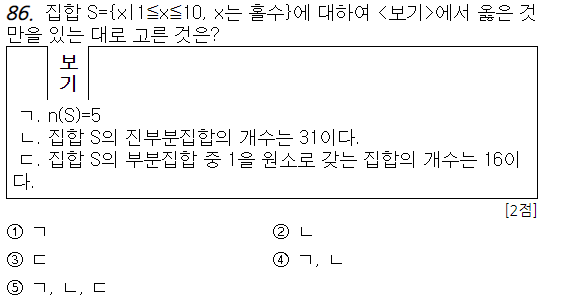 86. 집합 S={x|1≦x≦10, x는 홀수}에 대하여 <보기>에서 옳은 것
만을 있는 대로 고른 것은?
보
기
ㄱ. n(S)=5
ㄴ. 집합 S의 진부분집합의 개수는 31이다.
ㄷ. 집합 S의 부분집합 중 1을 원소로 갖는 집합의 개수는 16이
다.
[2점]
① ㄱ ② ㄴ
③ ㄷ ④ ㄱ, ㄴ
⑤ ㄱ, ㄴ, ㄷ